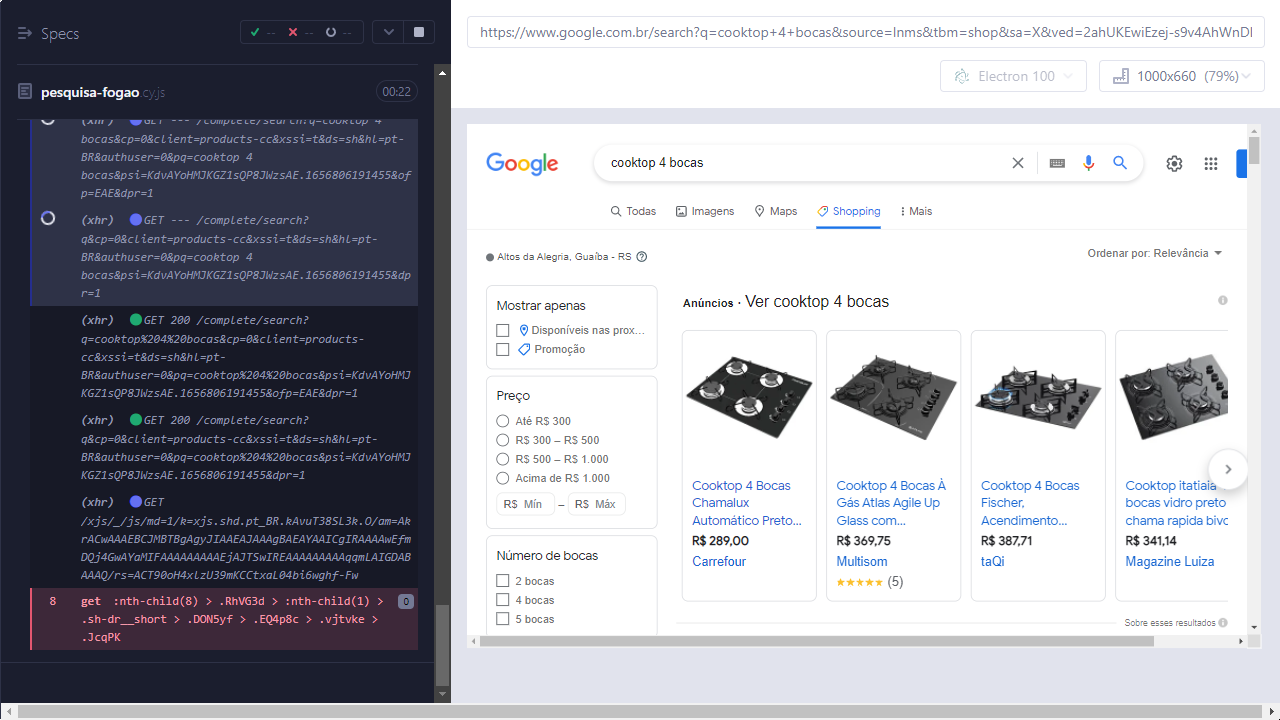 Specs
--
--
--
pesquisa-fogao.cy.js
00:22
(xhr) GET --- /complete/search?q=cooktop 4
bocas&cp=0&client=products-cc&xssi=t&ds=sh&hl=pt-
BR&authuser=0&pq=cooktop 4
bocas&psi=KdvAYoHMJKGZ1sQP8JWzsAE.1656806191455&of
p=EAE&dpr=1
(xhr) GET --- /complete/search?
q&cp=0&client=products-cc&xssi=t&ds=sh&hl=pt-
BR&authuser=0&pq=cooktop 4
bocas&psi=KdvAYoHMJKGZ1sQP8JWzsAE.1656806191455&dp
r=1
(xhr) GET 200 /complete/search?
q=cooktop%204%20bocas&cp=0&client=products-
cc&xssi=t&ds=sh&hl=pt-
BR&authuser=0&pq=cooktop%204%20bocas&psi=KdvAYoHMJ
KGZ1sQP8JWzsAE.1656806191455&ofp=EAE&dpr=1
(xhr) GET 200 /complete/search?
q&cp=0&client=products-cc&xssi=t&ds=sh&hl=pt-
BR&authuser=0&pq=cooktop%204%20bocas&psi=KdvAYoHMJ
KGZ1sQP8JWzsAE.1656806191455&dpr=1
(xhr) GET
/xjs/_/js/md=1/k=xjs.shd.pt_BR.kAvuT38SL3k.O/am=Ak
rACwAAAEBCJMBTBgAgyJIAAEAJAAAgBAEAYAAICgIRAAAAwEfm
DQj4GwAYaMIFAAAAAAAAAEjAJTSwIREAAAAAAAAAqqmLAIGDAB
AAAQ/rs=ACT90oH4xlzU39mKCCtxaL04bi6wghf-Fw
8 get :nth-child(8) > .RhVG3d > :nth-child(1) > 0
.sh-dr__short > .DON5yf > .EQ4p8c > .vjtvke >
.JcqPK
https://www.google.com.br/search?q=cooktop+4+bocas&source=lnms&tbm=shop&sa=X&ved=2ahUKEwiEzej-s9v4AhWnDl
Electron 100
1000x660 (79%)
Google
cooktop 4 bocas
Todas
Imagens
Maps
Shopping
Mais
Altos da Alegria, Guaíba - RS
Ordenar por: Relevância
Mostrar apenas
Disponíveis nas prox...
Promoção
Preço
Até R$ 300
R$ 300 – R$ 500
R$ 500 – R$ 1.000
Acima de R$ 1.000
R$ Mín – R$ Máx
Número de bocas
2 bocas
4 bocas
5 bocas
Anúncios · Ver cooktop 4 bocas
Cooktop 4 Bocas
Chamalux
Automático Preto...
R$ 289,00
Carrefour
Cooktop 4 Bocas À
Gás Atlas Agile Up
Glass com...
R$ 369,75
Multisom
(5)
Cooktop 4 Bocas
Fischer,
Acendimento...
R$ 387,71
taQi
Cooktop itatiaia
bocas vidro preto
chama rapida bivo
R$ 341,14
Magazine Luiza
Sobre esses resultados